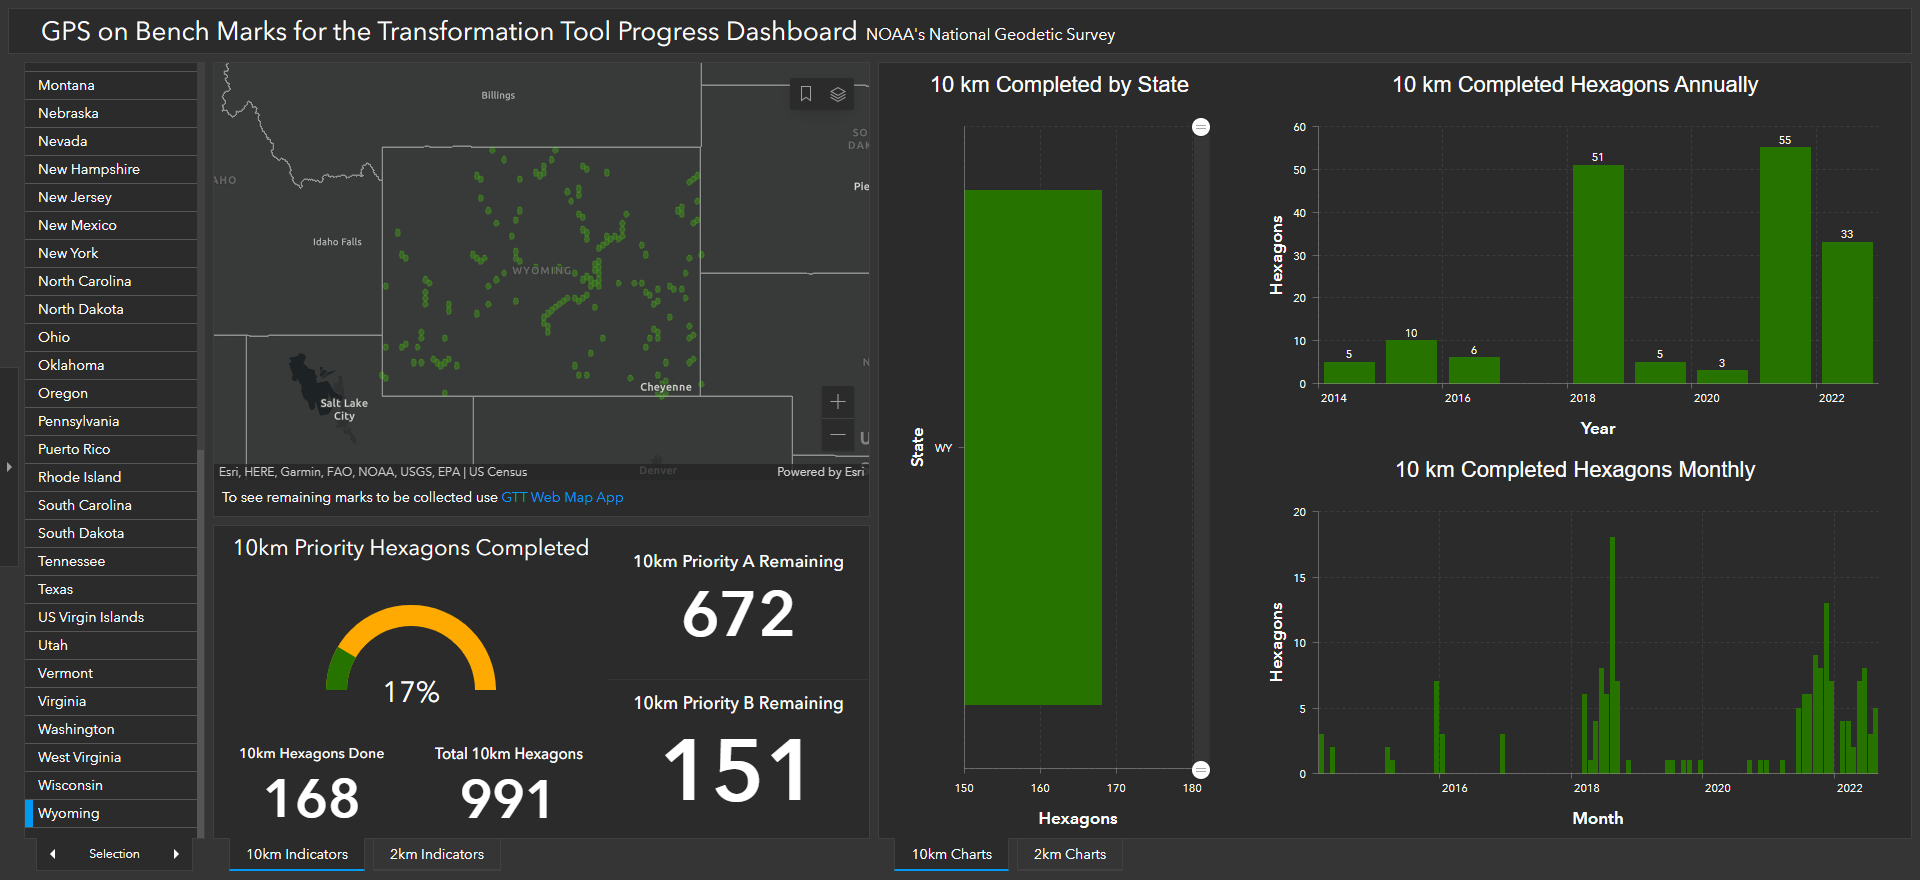 GPS on Bench Marks for the Transformation Tool Progress Dashboard NOAA's National Geodetic Survey
Montana
Nebraska
Nevada
New Hampshire
New Jersey
New Mexico
New York
North Carolina
North Dakota
Ohio
Oklahoma
Oregon
Pennsylvania
Puerto Rico
Rhode Island
South Carolina
South Dakota
Tennessee
Texas
US Virgin Islands
Utah
Vermont
Virginia
Washington
West Virginia
Wisconsin
Wyoming
Selection
Billings
SO
DAK
AHO
Pie
Idaho Falls
WYOMING
N
Cheyenne
Salt Lake
City
U
Denver
Esri, HERE, Garmin, FAO, NOAA, USGS, EPA | US Census
Powered by Esri
To see remaining marks to be collected use GTT Web Map App
10km Priority Hexagons Completed
17%
10km Hexagons Done
168
Total 10km Hexagons
991
10km Priority A Remaining
672
10km Priority B Remaining
151
10km Indicators
2km Indicators
10 km Completed by State
State
WY
150 160 170 180
Hexagons
10 km Completed Hexagons Annually
Hexagons
60
50
40
30
20
10
0
5 10 6 51 5 3 55 33
2014 2016 2018 2020 2022
Year
10 km Completed Hexagons Monthly
Hexagons
20
15
10
5
0
2016 2018 2020 2022
Month
10km Charts
2km Charts